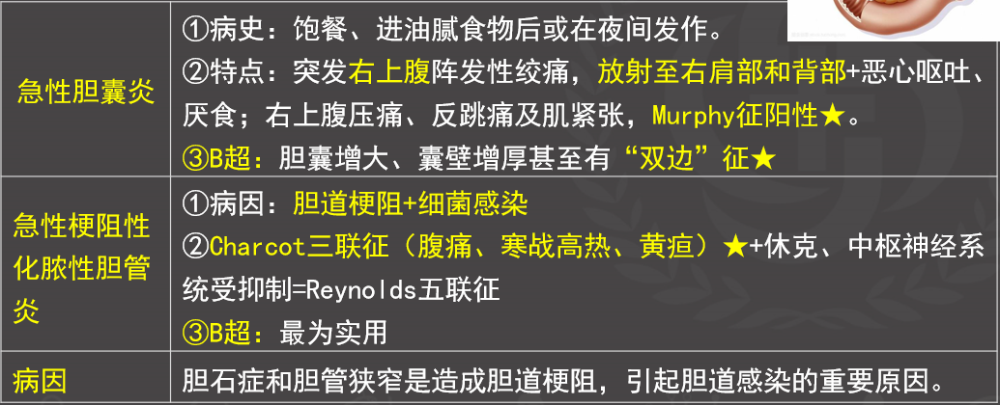 急性胆囊炎
①病史：饱餐、进油腻食物后或在夜间发作。
②特点：突发右上腹阵发性绞痛，放射至右肩部和背部+恶心呕吐、
厌食；右上腹压痛、反跳痛及肌紧张，Murphy征阳性★。
③B超：胆囊增大、囊壁增厚甚至有“双边”征★
急性梗阻性
化脓性胆管
炎
①病因：胆道梗阻+细菌感染
②Charcot三联征（腹痛、寒战高热、黄疸）★+休克、中枢神经系
统受抑制=Reynolds五联征
③B超：最为实用
病因
胆石症和胆管狭窄是造成胆道梗阻，引起胆道感染的重要原因。